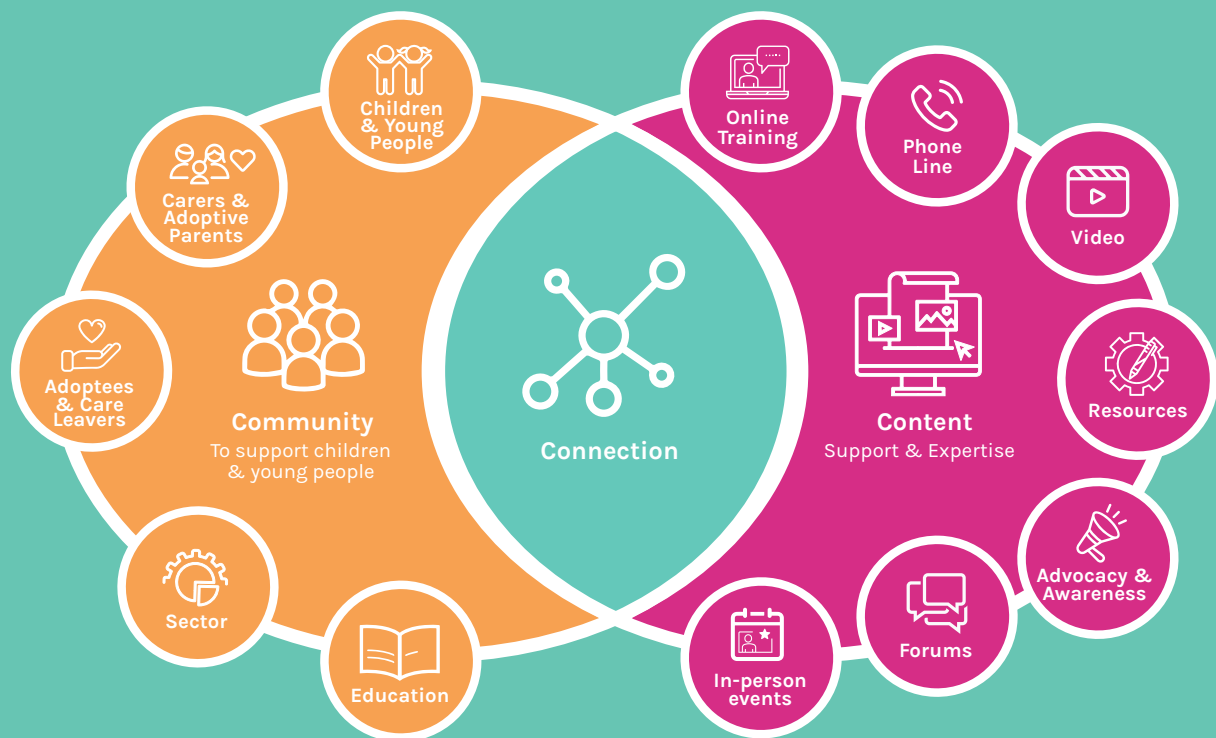 Children
& Young
People
Carers &
Adoptive
Parents
Adoptees
& Care
Leavers
Sector
Education
Community
To support children
& young people
Connection
Content
Support & Expertise
Online
Training
Phone
Line
Video
Resources
Advocacy &
Awareness
Forums
In-person
events